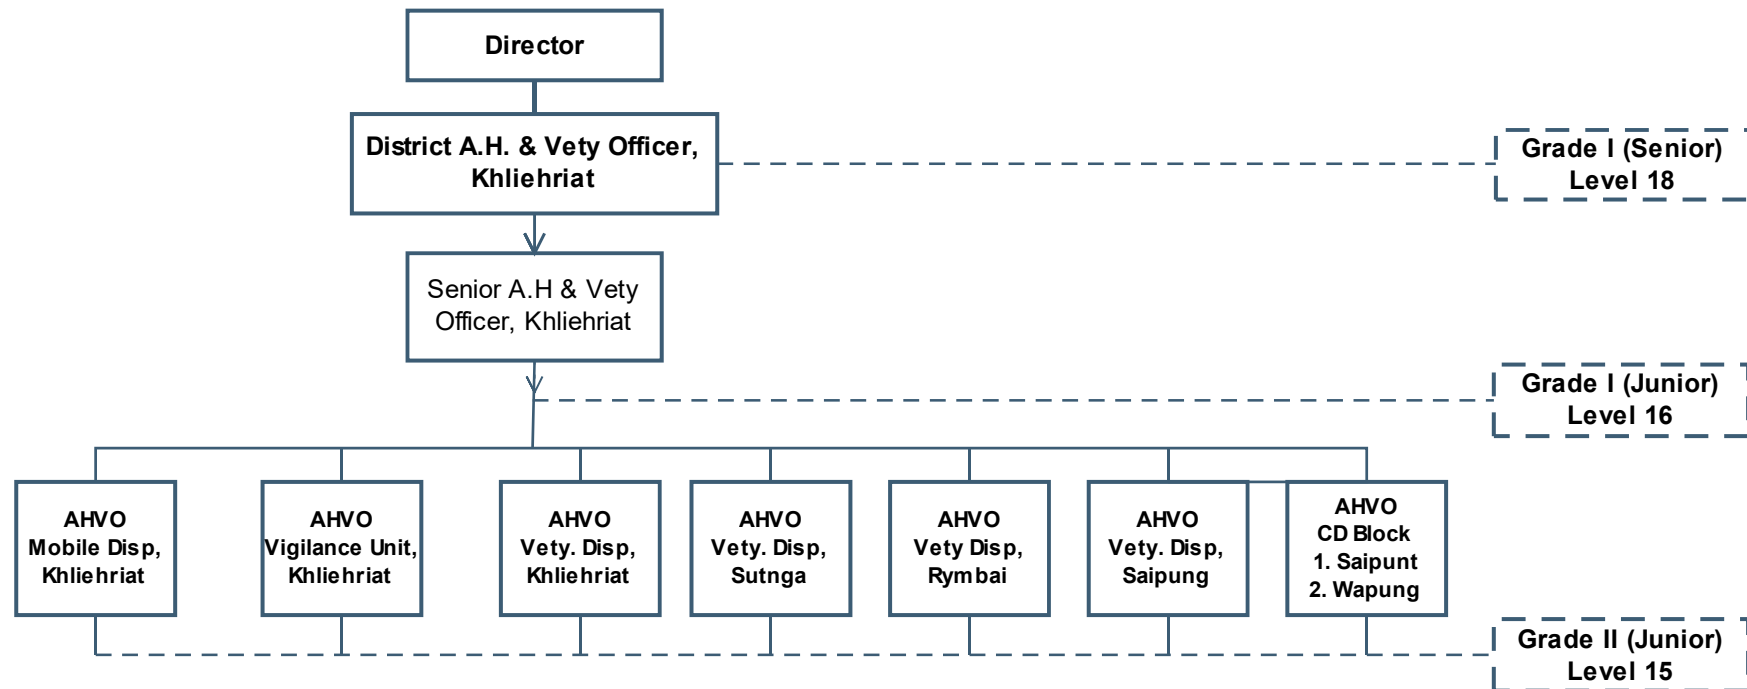 Director
District A.H. & Vety Officer,
Khliehriat
Grade I (Senior)
Level 18
Senior A.H & Vety
Officer, Khliehriat
Grade I (Junior)
Level 16
AHVO
Mobile Disp,
Khliehriat
AHVO
Vigilance Unit,
Khliehriat
AHVO
Vety. Disp,
Khliehriat
AHVO
Vety. Disp,
Sutnga
AHVO
Vety Disp,
Rymbai
AHVO
Vety. Disp,
Saipung
AHVO
CD Block
1. Saipunt
2. Wapung
Grade II (Junior)
Level 15